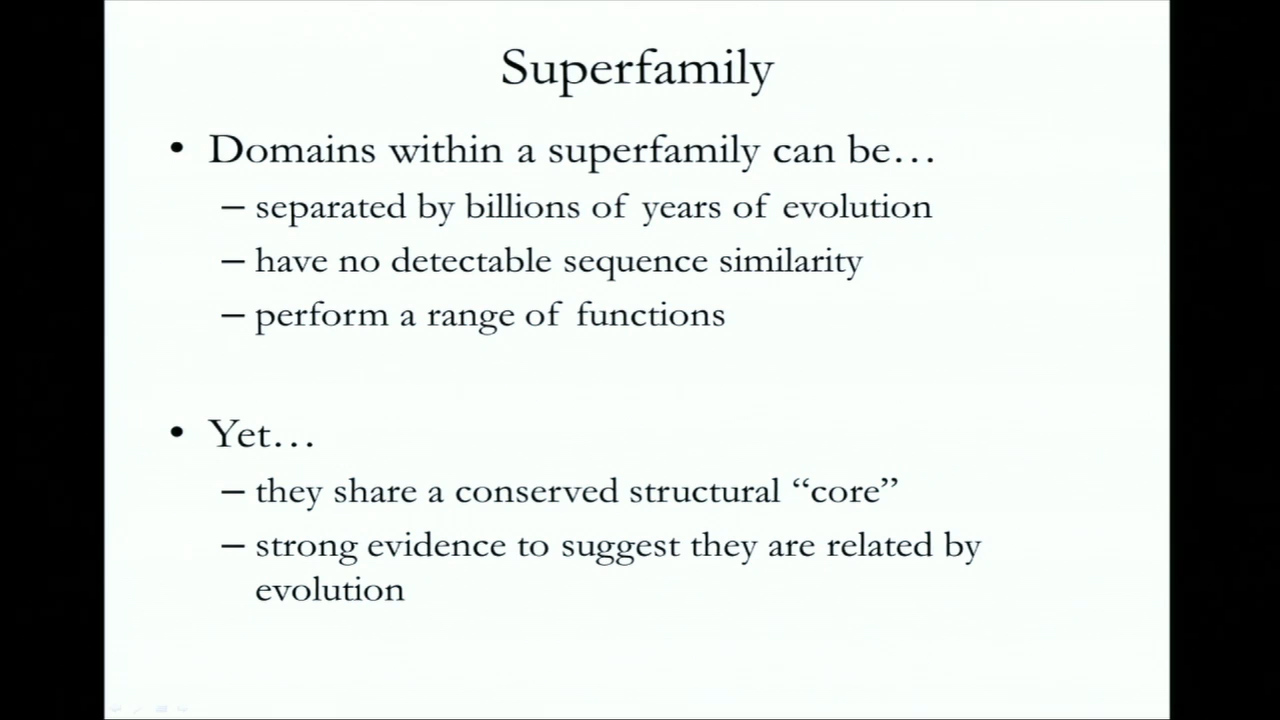 Superfamily
• Domains within a superfamily can be…
– separated by billions of years of evolution
– have no detectable sequence similarity
– perform a range of functions
• Yet…
– they share a conserved structural “core”
– strong evidence to suggest they are related by
evolution